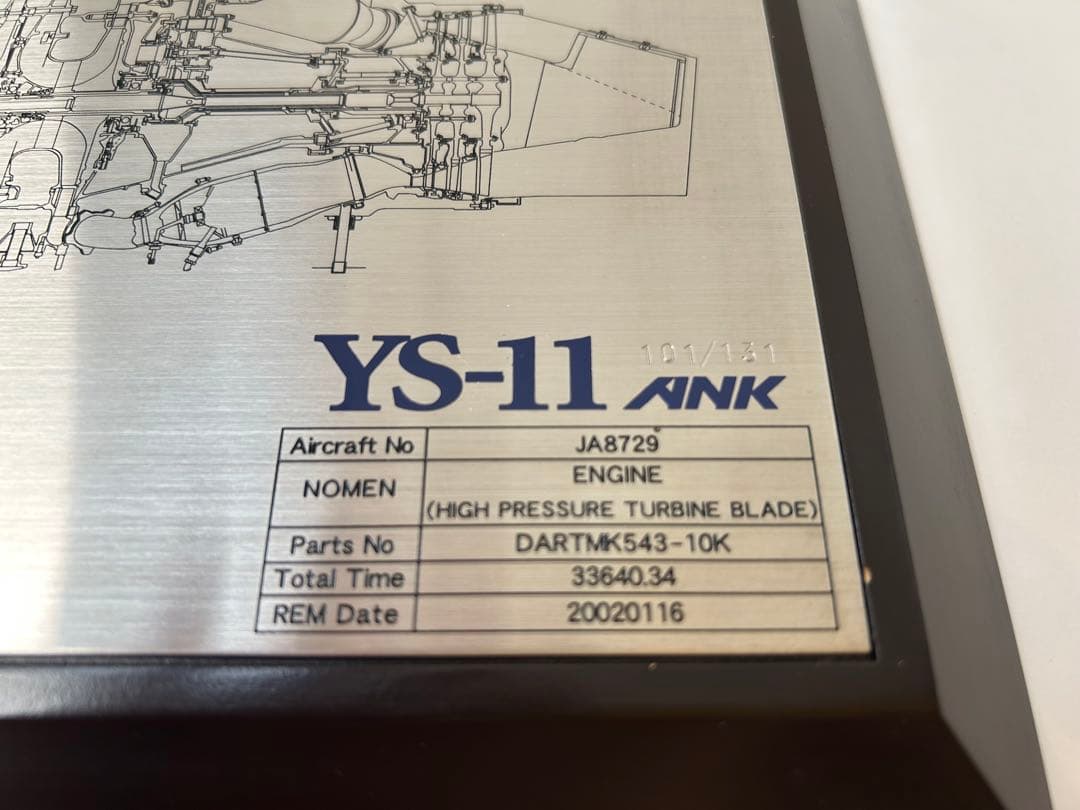 YS-11 101/131
ANK
Aircraft No JA8729
NOMEN ENGINE
(HIGH PRESSURE TURBINE BLADE)
Parts No DARTMK543-10K
Total Time 33640.34
REM Date 20020116